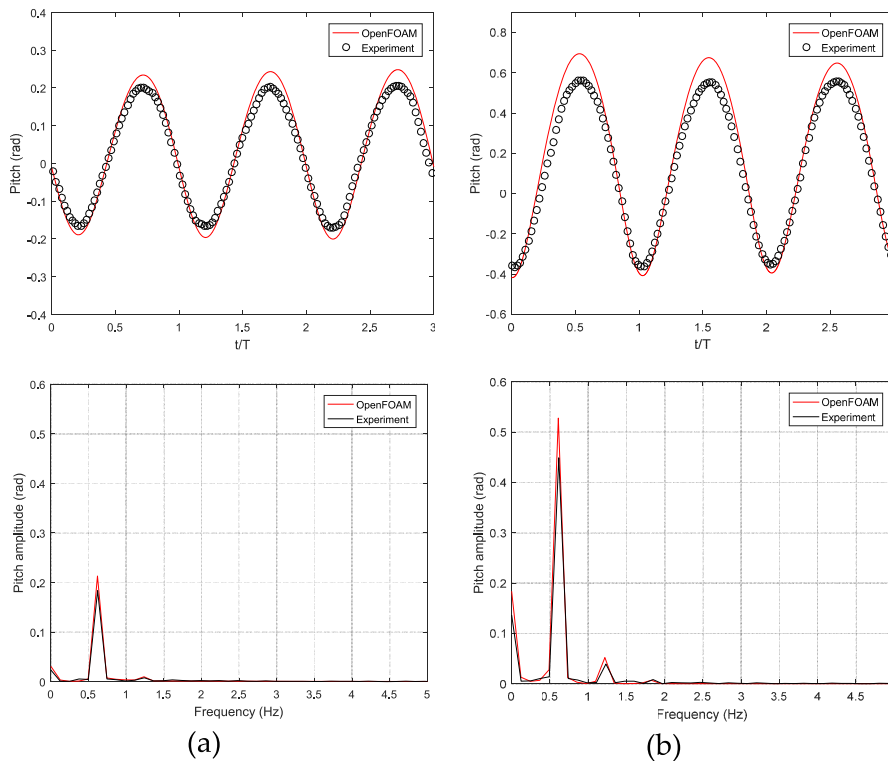 0.4
0.3
0.2
0.1
0
-0.1
-0.2
-0.3
-0.4
Pitch (rad)
0 0.5 1 1.5 2 2.5 3
t/T
OpenFOAM
Experiment
0.8
0.6
0.4
0.2
0
-0.2
-0.4
-0.6
Pitch (rad)
0 0.5 1 1.5 2 2.5
t/T
OpenFOAM
Experiment
0.6
0.5
0.4
0.3
0.2
0.1
0
Pitch amplitude (rad)
0 0.5 1 1.5 2 2.5 3 3.5 4 4.5 5
Frequency (Hz)
OpenFOAM
Experiment
(a)
0.6
0.5
0.4
0.3
0.2
0.1
0
Pitch amplitude (rad)
0 0.5 1 1.5 2 2.5 3 3.5 4 4.5
Frequency (Hz)
OpenFOAM
Experiment
(b)